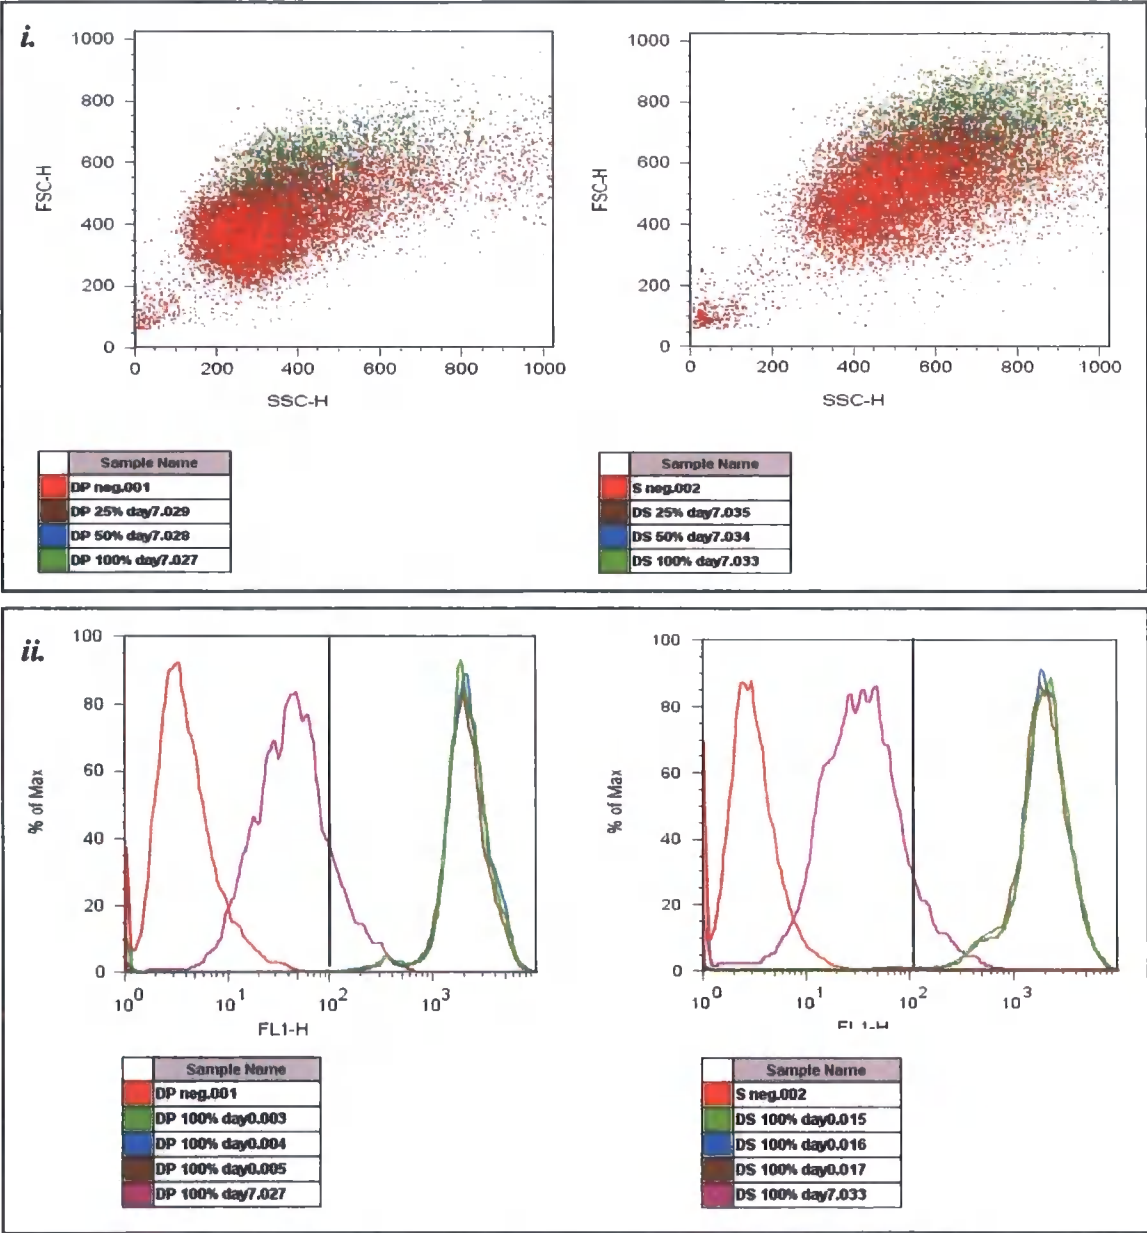 i.
1000
800
600
400
200
0
FSC-H
0 200 400 600 800 1000
SSC-H
1000
800
600
400
200
0
FSC-H
0 200 400 600 800 1000
SSC-H
Sample Name
DP neg.001
DP 25% day7.029
DP 50% day7.028
DP 100% day7.027
Sample Name
S neg.002
DS 25% day7.035
DS 50% day7.034
DS 100% day7.033
ii.
100
80
60
40
20
0
% of Max
10^0 10^1 10^2 10^3
FL1-H
100
80
60
40
20
0
% of Max
10^0 10^1 10^2 10^3
FL1-H
Sample Name
DP neg.001
DP 100% day0.003
DP 100% day0.004
DP 100% day0.005
DP 100% day7.027
Sample Name
S neg.002
DS 100% day0.015
DS 100% day0.016
DS 100% day0.017
DS 100% day7.033